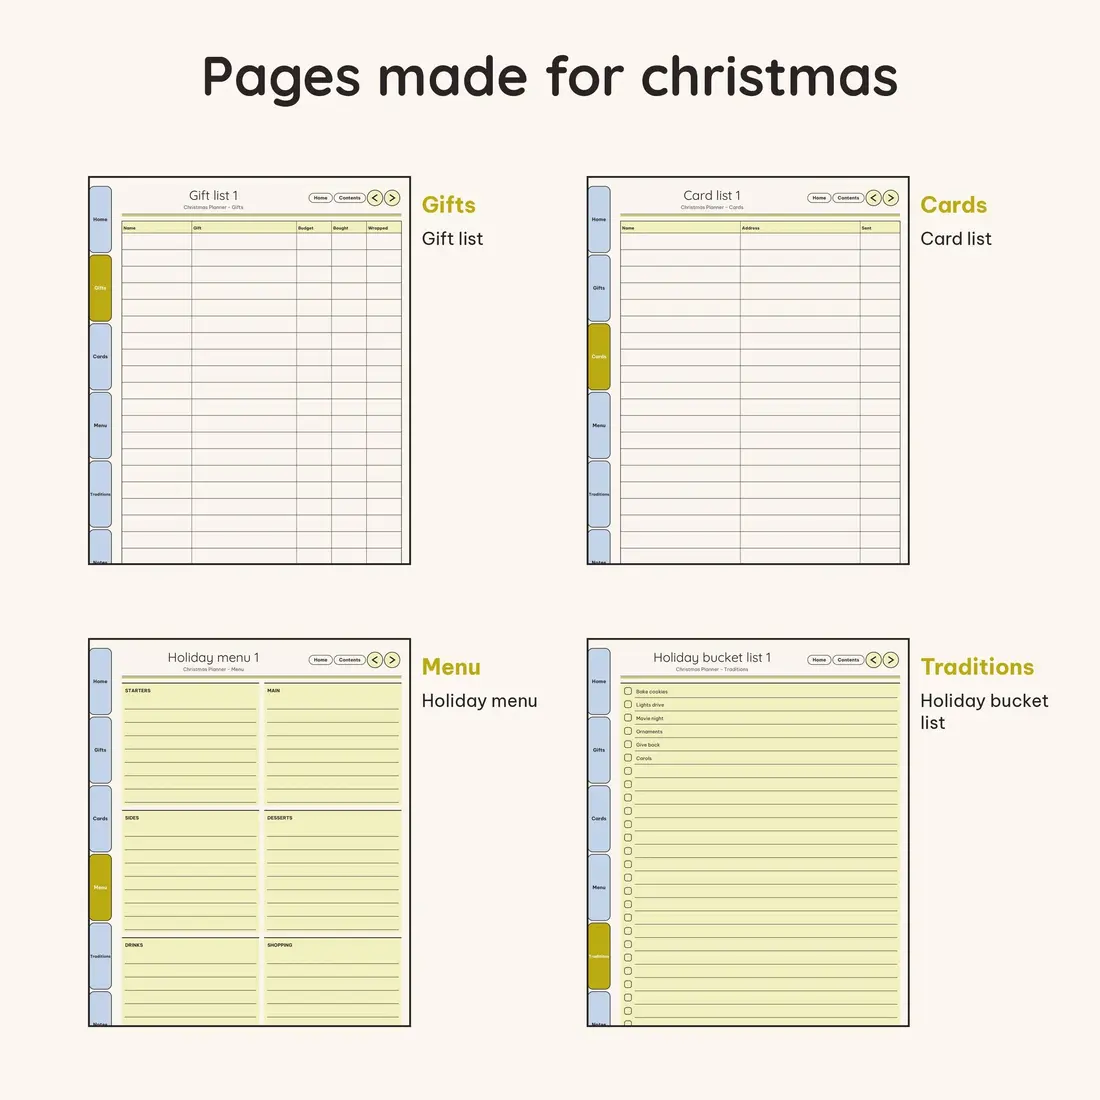 Pages made for christmas
Gift list 1
Christmas Planner - Gifts
Home
Contents
<
>
Home
Gifts
Cards
Menu
Traditions
Notes
Name
Gift
Budget
Bought
Wrapped
Gifts
Gift list
Card list 1
Christmas Planner - Cards
Home
Contents
<
>
Home
Gifts
Cards
Menu
Traditions
Notes
Name
Address
Sent
Cards
Card list
Holiday menu 1
Christmas Planner - Menu
Home
Contents
<
>
Home
Gifts
Cards
Menu
Traditions
Notes
STARTERS
MAIN
SIDES
DESSERTS
DRINKS
SHOPPING
Menu
Holiday menu
Holiday bucket list 1
Christmas Planner - Traditions
Home
Contents
<
>
Home
Gifts
Cards
Menu
Traditions
Notes
Bake cookies
Lights drive
Movie night
Ornaments
Give back
Carols
Traditions
Holiday bucket
list